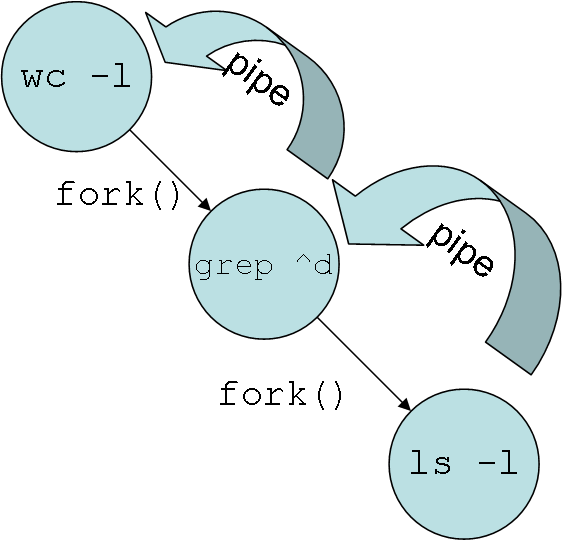 wc -l
pipe
fork()
grep ^d
pipe
fork()
ls -l